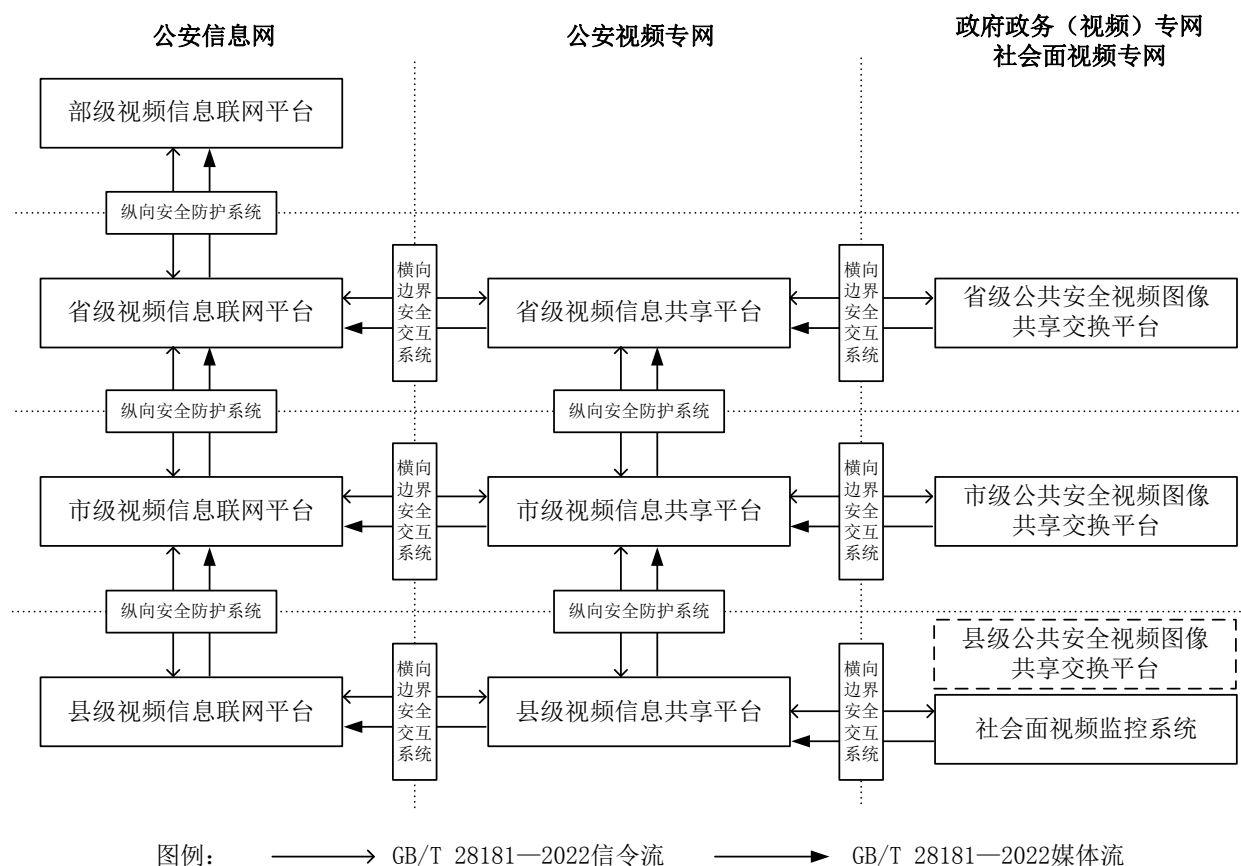 公安信息网
公安视频专网
政府政务（视频）专网
社会面视频专网
部级视频信息联网平台
纵向安全防护系统
省级视频信息联网平台
横向
边界
安全
交互
系统
省级视频信息共享平台
横向
边界
安全
交互
系统
省级公共安全视频图像
共享交换平台
纵向安全防护系统
纵向安全防护系统
市级视频信息联网平台
横向
边界
安全
交互
系统
市级视频信息共享平台
横向
边界
安全
交互
系统
市级公共安全视频图像
共享交换平台
纵向安全防护系统
纵向安全防护系统
县级公共安全视频图像
共享交换平台
县级视频信息联网平台
横向
边界
安全
交互
系统
县级视频信息共享平台
横向
边界
安全
交互
系统
社会面视频监控系统
图例： GB/T 28181—2022信令流 GB/T 28181—2022媒体流